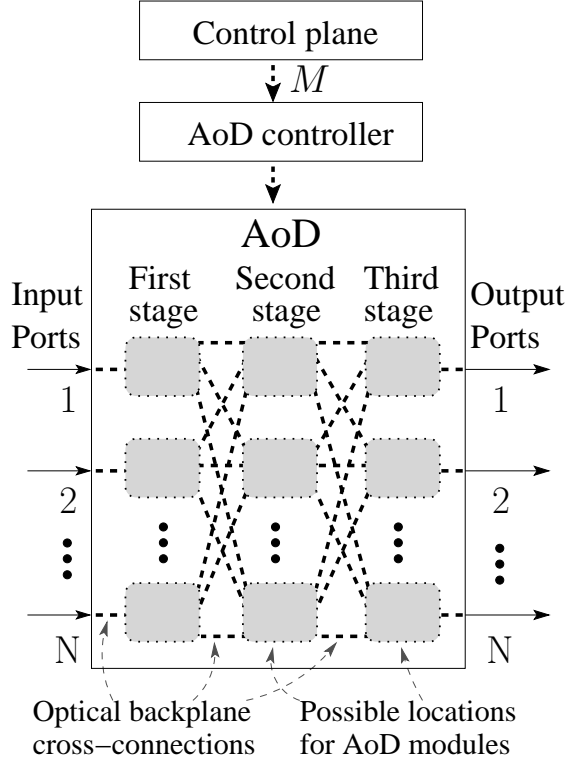 Control plane
M
AoD controller
AoD
First stage
Second stage
Third stage
Input Ports
Output Ports
1
1
2
2
N
N
Optical backplane
cross−connections
Possible locations
for AoD modules